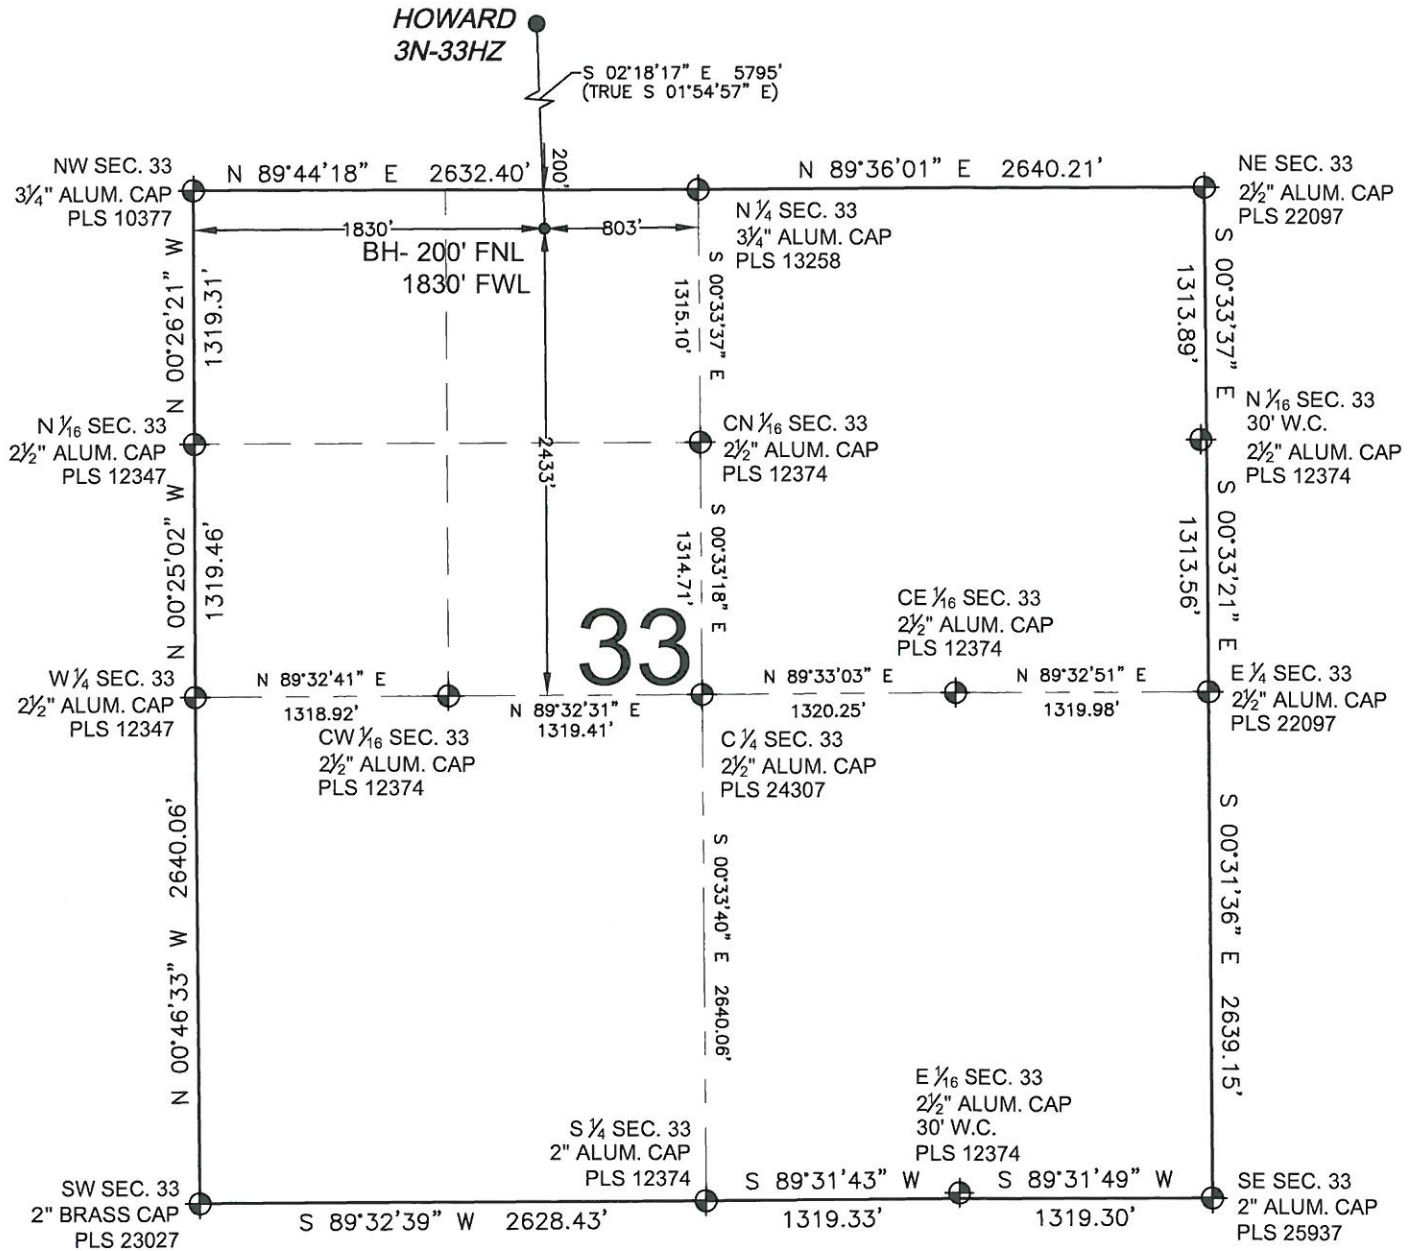 HOWARD
3N-33HZ
S 02°18'17" E 5795'
(TRUE S 01°54'57" E)
NW SEC. 33
3¼" ALUM. CAP
PLS 10377
N 89°44'18" E 2632.40'
200'
N 89°36'01" E 2640.21'
NE SEC. 33
2½" ALUM. CAP
PLS 22097
N ¼ SEC. 33
3¼" ALUM. CAP
PLS 13258
1830'
803'
BH- 200' FNL
1830' FWL
N 00°26'21" W
1319.31'
S 00°33'37" E
1315.10'
S 00°33'37" E
1313.89'
N 1/16 SEC. 33
2½" ALUM. CAP
PLS 12347
2433'
CN 1/16 SEC. 33
2½" ALUM. CAP
PLS 12374
N 1/16 SEC. 33
30' W.C.
2½" ALUM. CAP
PLS 12374
N 00°25'02" W
1319.46'
S 00°33'18" E
1314.71'
S 00°33'21" E
1313.56'
33
CE 1/16 SEC. 33
2½" ALUM. CAP
PLS 12374
W ¼ SEC. 33
2½" ALUM. CAP
PLS 12347
N 89°32'41" E
1318.92'
N 89°32'31" E
1319.41'
N 89°33'03" E
1320.25'
N 89°32'51" E
1319.98'
E ¼ SEC. 33
2½" ALUM. CAP
PLS 22097
CW 1/16 SEC. 33
2½" ALUM. CAP
PLS 12374
C ¼ SEC. 33
2½" ALUM. CAP
PLS 24307
N 00°46'33" W 2640.06'
S 00°33'40" E 2640.06'
S 00°31'36" E 2639.15'
E 1/16 SEC. 33
2½" ALUM. CAP
30' W.C.
PLS 12374
S ¼ SEC. 33
2" ALUM. CAP
PLS 12374
SW SEC. 33
2" BRASS CAP
PLS 23027
S 89°32'39" W 2628.43'
S 89°31'43" W
1319.33'
S 89°31'49" W
1319.30'
SE SEC. 33
2" ALUM. CAP
PLS 25937